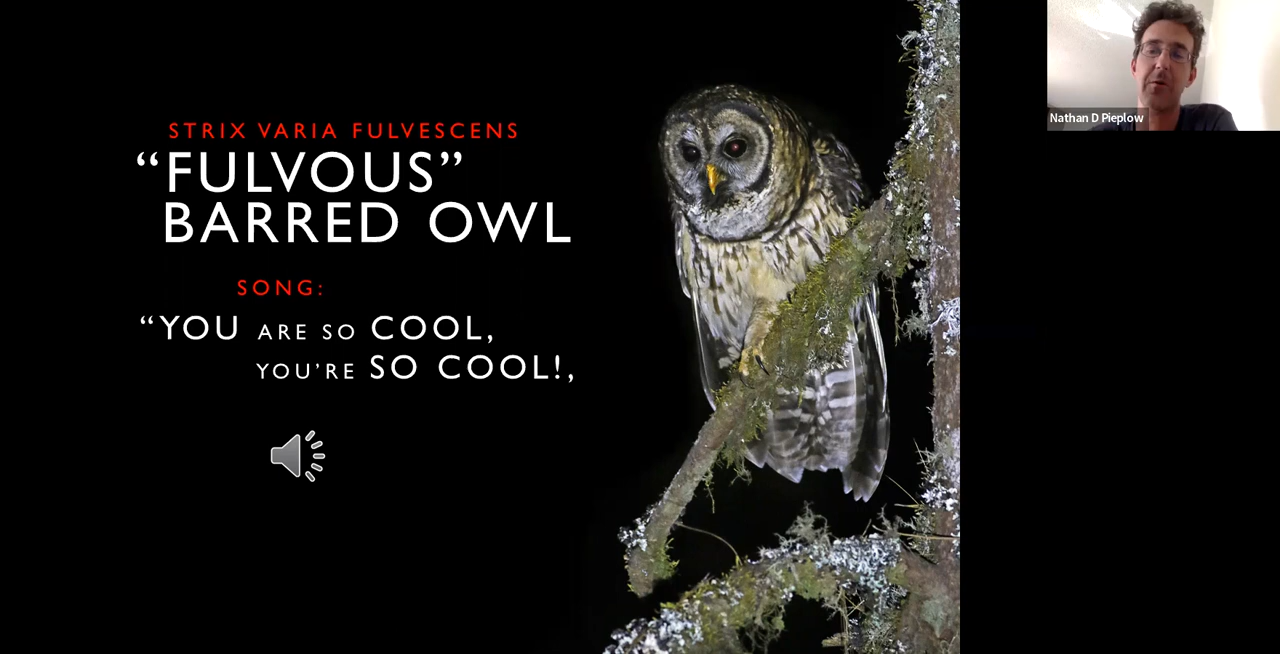 STRIX VARIA FULVESCENS
“FULVOUS”
BARRED OWL
SONG:
“YOU ARE SO COOL,
YOU’RE SO COOL!,
Nathan D Pieplow